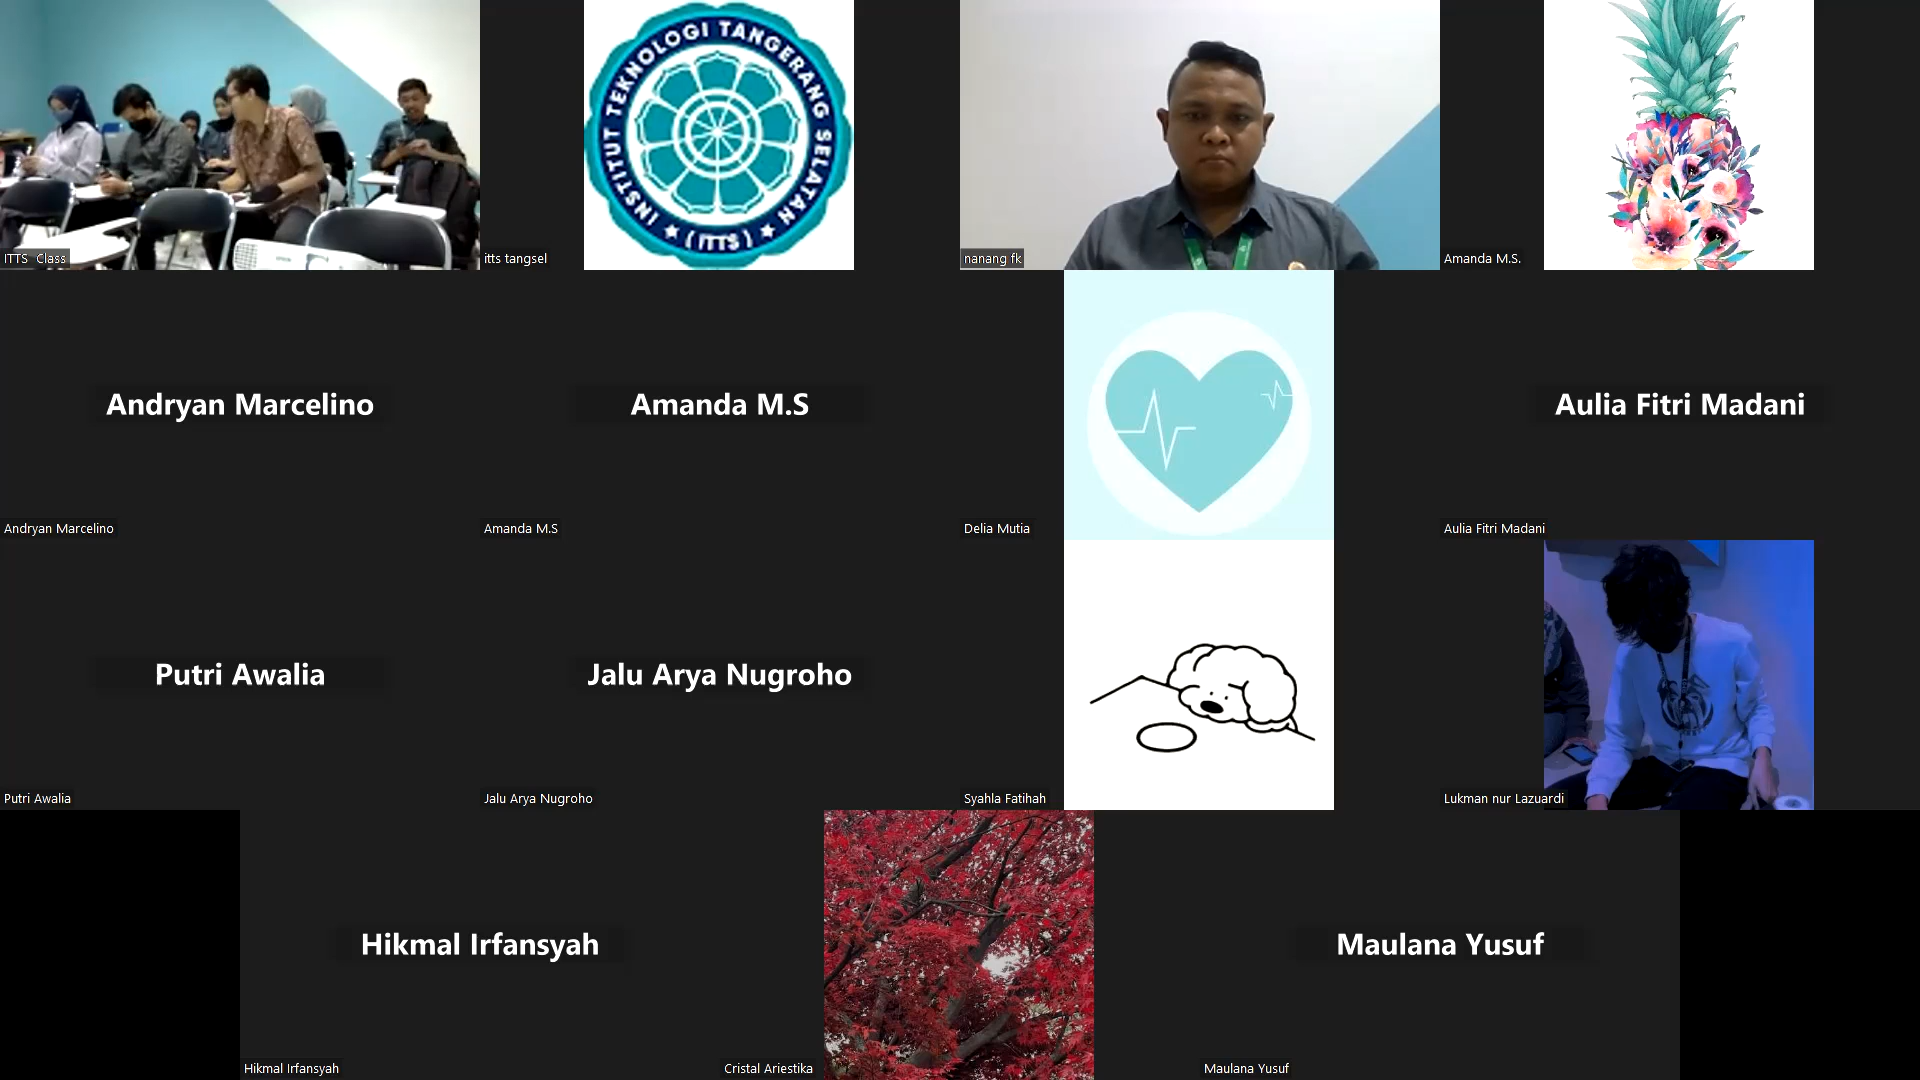 ITTS Class
INSTITUT TEKNOLOGI TANGERANG SELATAN
( ITTS )
itts tangsel
nanang fk
Amanda M.S.
Andryan Marcelino
Andryan Marcelino
Amanda M.S
Amanda M.S
Delia Mutia
Aulia Fitri Madani
Aulia Fitri Madani
Putri Awalia
Putri Awalia
Jalu Arya Nugroho
Jalu Arya Nugroho
Syahla Fatihah
Lukman nur Lazuardi
Hikmal Irfansyah
Hikmal Irfansyah
Cristal Ariestika
Maulana Yusuf
Maulana Yusuf